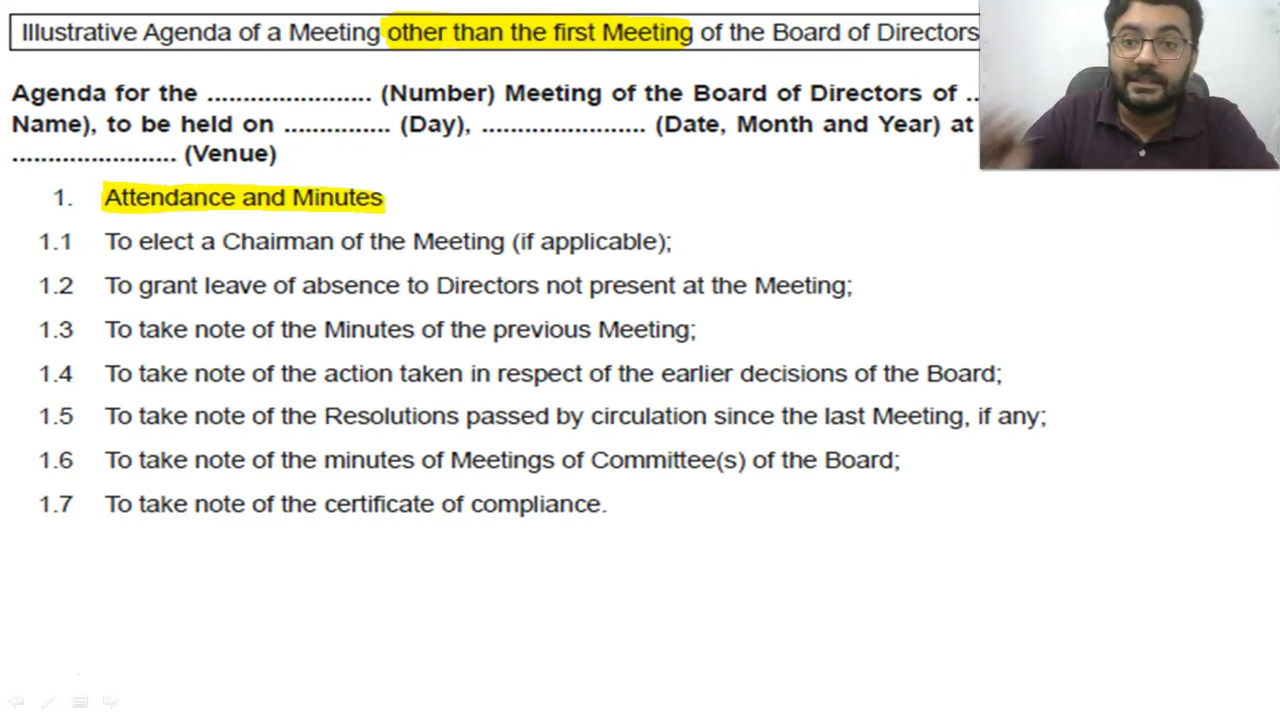 Illustrative Agenda of a Meeting other than the first Meeting of the Board of Directors
Agenda for the ....................... (Number) Meeting of the Board of Directors of ..
Name), to be held on ............... (Day), ....................... (Date, Month and Year) at
....................... (Venue)
1. Attendance and Minutes
1.1 To elect a Chairman of the Meeting (if applicable);
1.2 To grant leave of absence to Directors not present at the Meeting;
1.3 To take note of the Minutes of the previous Meeting;
1.4 To take note of the action taken in respect of the earlier decisions of the Board;
1.5 To take note of the Resolutions passed by circulation since the last Meeting, if any;
1.6 To take note of the minutes of Meetings of Committee(s) of the Board;
1.7 To take note of the certificate of compliance.